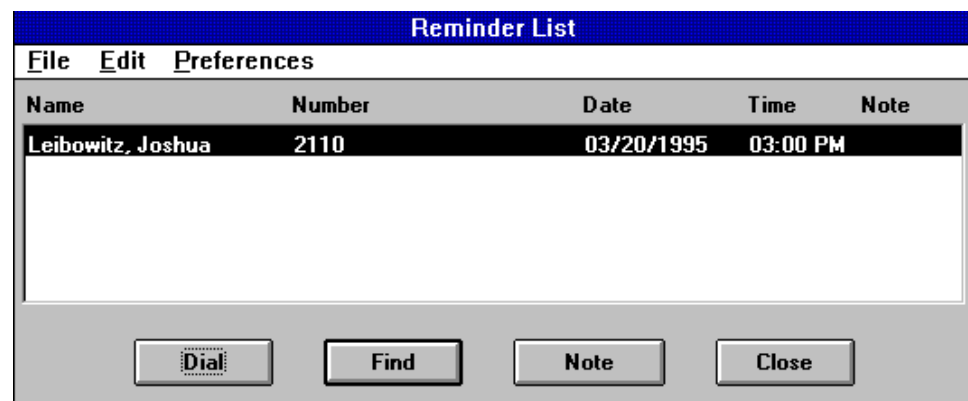 Reminder List
File Edit Preferences
Name Number Date Time Note
Leibowitz, Joshua 2110 03/20/1995 03:00 PM
Dial Find Note Close